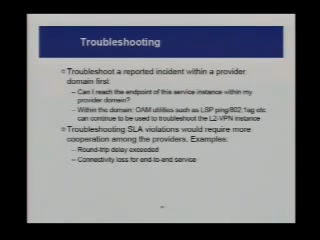 Troubleshooting
Troubleshoot a reported incident within a provider
domain first
– Can I reach the endpoint of this service instance within my
provider domain?
– Within the domain: OAM utilities such as LSP ping/802.1ag etc
can continue to be used to troubleshoot the L2-VPN instance
Troubleshooting SLA violations would require more
cooperation among the providers. Examples:
– Round-trip delay exceeded
– Connectivity loss for end-to-end service